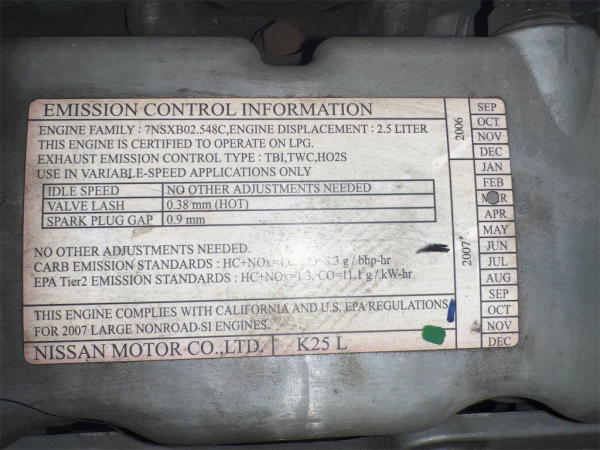 EMISSION CONTROL INFORMATION
ENGINE FAMILY : 7NSXB02.548C, ENGINE DISPLACEMENT : 2.5 LITER
THIS ENGINE IS CERTIFIED TO OPERATE ON LPG.
EXHAUST EMISSION CONTROL TYPE : TBI,TWC,HO2S
USE IN VARIABLE-SPEED APPLICATIONS ONLY
IDLE SPEED NO OTHER ADJUSTMENTS NEEDED
VALVE LASH 0.38 mm (HOT)
SPARK PLUG GAP 0.9 mm
NO OTHER ADJUSTMENTS NEEDED.
CARB EMISSION STANDARDS : HC+NOx= g / bhp-hr
EPA Tier2 EMISSION STANDARDS : HC+NOx=1.3, CO=11.1 g / kW-hr
THIS ENGINE COMPLIES WITH CALIFORNIA AND U.S. EPA REGULATIONS
FOR 2007 LARGE NONROAD-SI ENGINES.
NISSAN MOTOR CO.,LTD. K25 L
2006
SEP
OCT
NOV
DEC
2007
JAN
FEB
APR
MAY
JUN
JUL
AUG
SEP
OCT
NOV
DEC